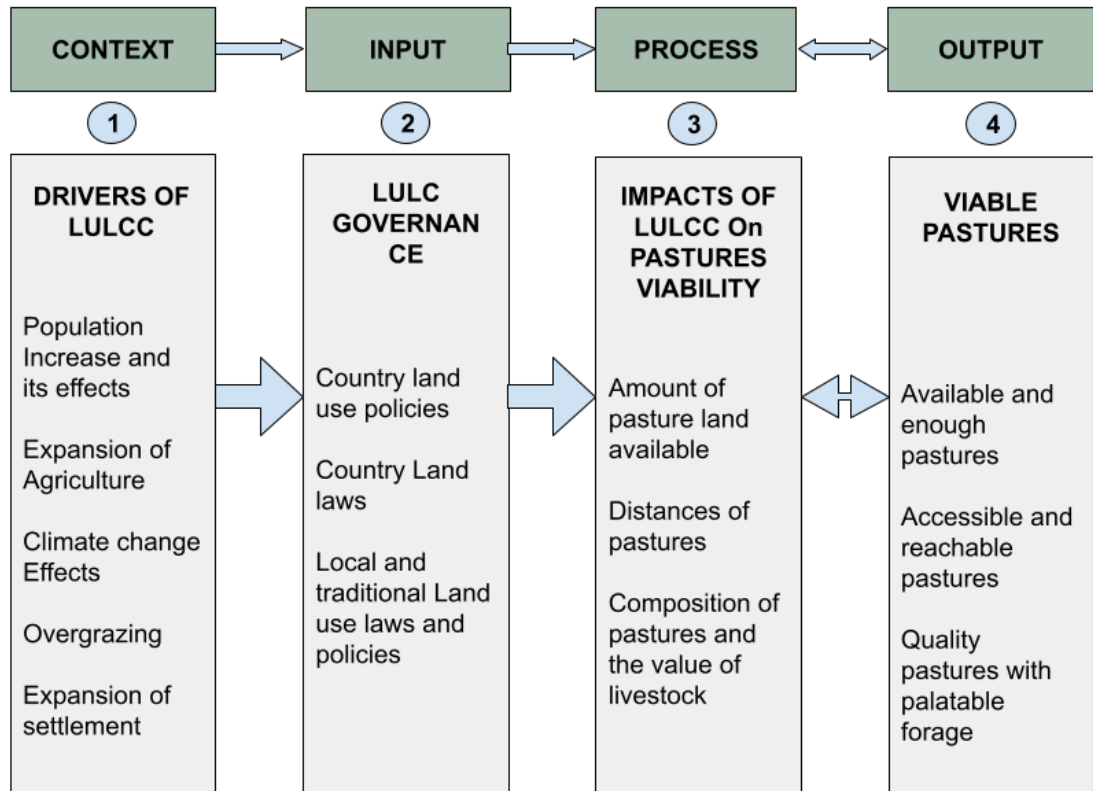 CONTEXT
INPUT
PROCESS
OUTPUT
1
2
3
4
DRIVERS OF
LULCC
Population
Increase and
its effects
Expansion of
Agriculture
Climate change
Effects
Overgrazing
Expansion of
settlement
LULC
GOVERNAN
CE
Country land
use policies
Country Land
laws
Local and
traditional Land
use laws and
policies
IMPACTS OF
LULCC On
PASTURES
VIABILITY
Amount of
pasture land
available
Distances of
pastures
Composition of
pastures and
the value of
livestock
VIABLE
PASTURES
Available and
enough
pastures
Accessible and
reachable
pastures
Quality
pastures with
palatable
forage